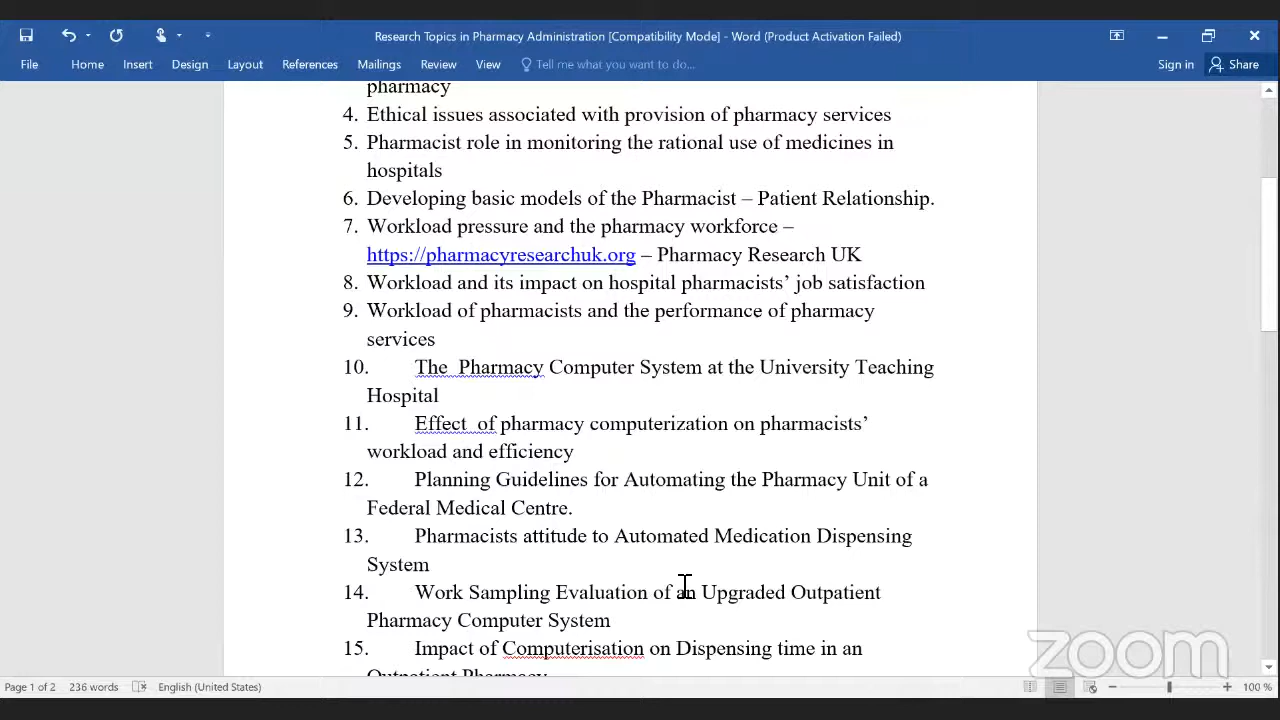 Research Topics in Pharmacy Administration [Compatibility Mode] - Word (Product Activation Failed)
File Home Insert Design Layout References Mailings Review View Tell me what you want to do... Sign in Share
pharmacy
4. Ethical issues associated with provision of pharmacy services
5. Pharmacist role in monitoring the rational use of medicines in
hospitals
6. Developing basic models of the Pharmacist – Patient Relationship.
7. Workload pressure and the pharmacy workforce –
https://pharmacyresearchuk.org – Pharmacy Research UK
8. Workload and its impact on hospital pharmacists’ job satisfaction
9. Workload of pharmacists and the performance of pharmacy
services
10. The Pharmacy Computer System at the University Teaching
Hospital
11. Effect of pharmacy computerization on pharmacists’
workload and efficiency
12. Planning Guidelines for Automating the Pharmacy Unit of a
Federal Medical Centre.
13. Pharmacists attitude to Automated Medication Dispensing
System
14. Work Sampling Evaluation of an Upgraded Outpatient
Pharmacy Computer System
15. Impact of Computerisation on Dispensing time in an
Outpatient Pharmacy
zoom
Page 1 of 2 236 words English (United States) 100 %